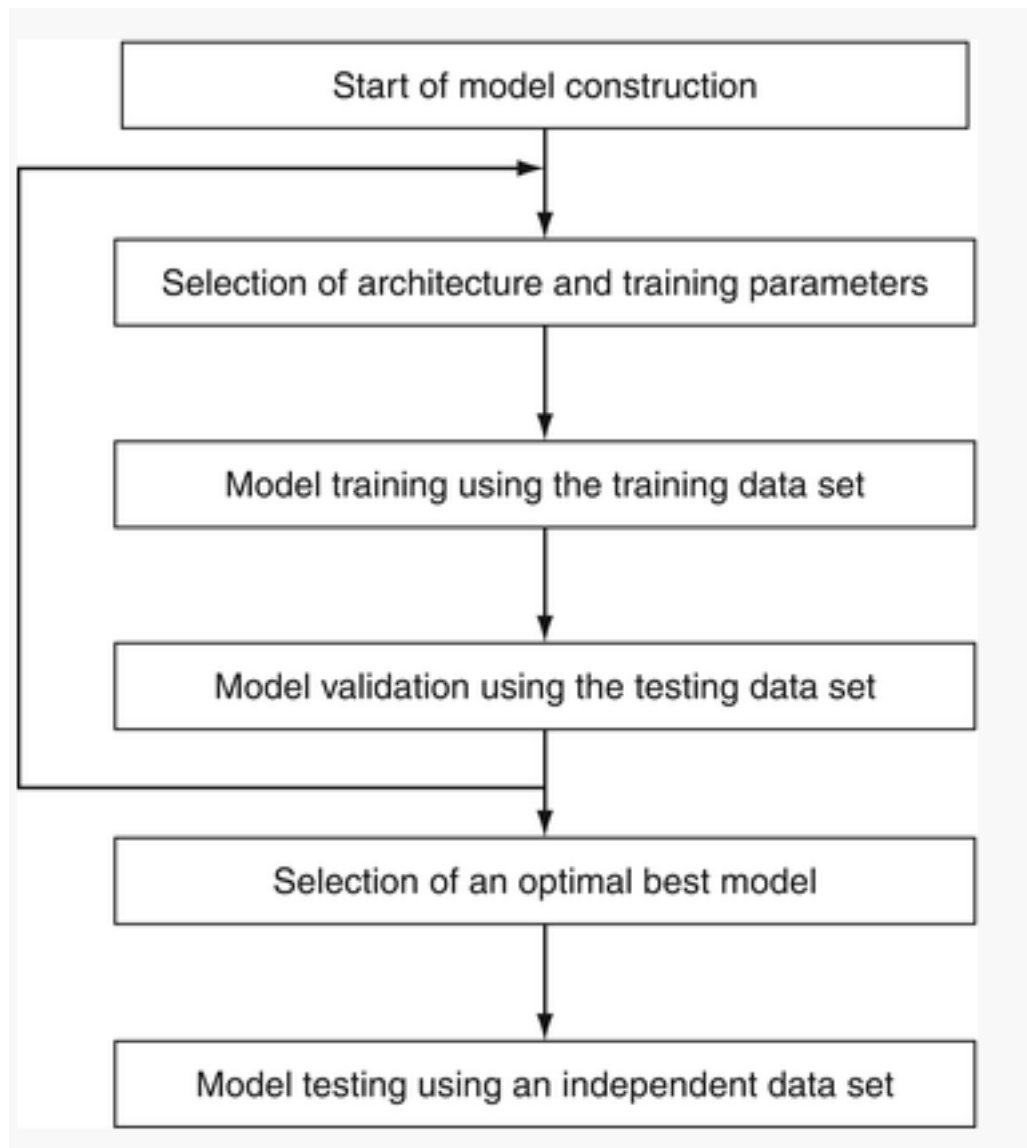 Start of model construction
Selection of architecture and training parameters
Model training using the training data set
Model validation using the testing data set
Selection of an optimal best model
Model testing using an independent data set